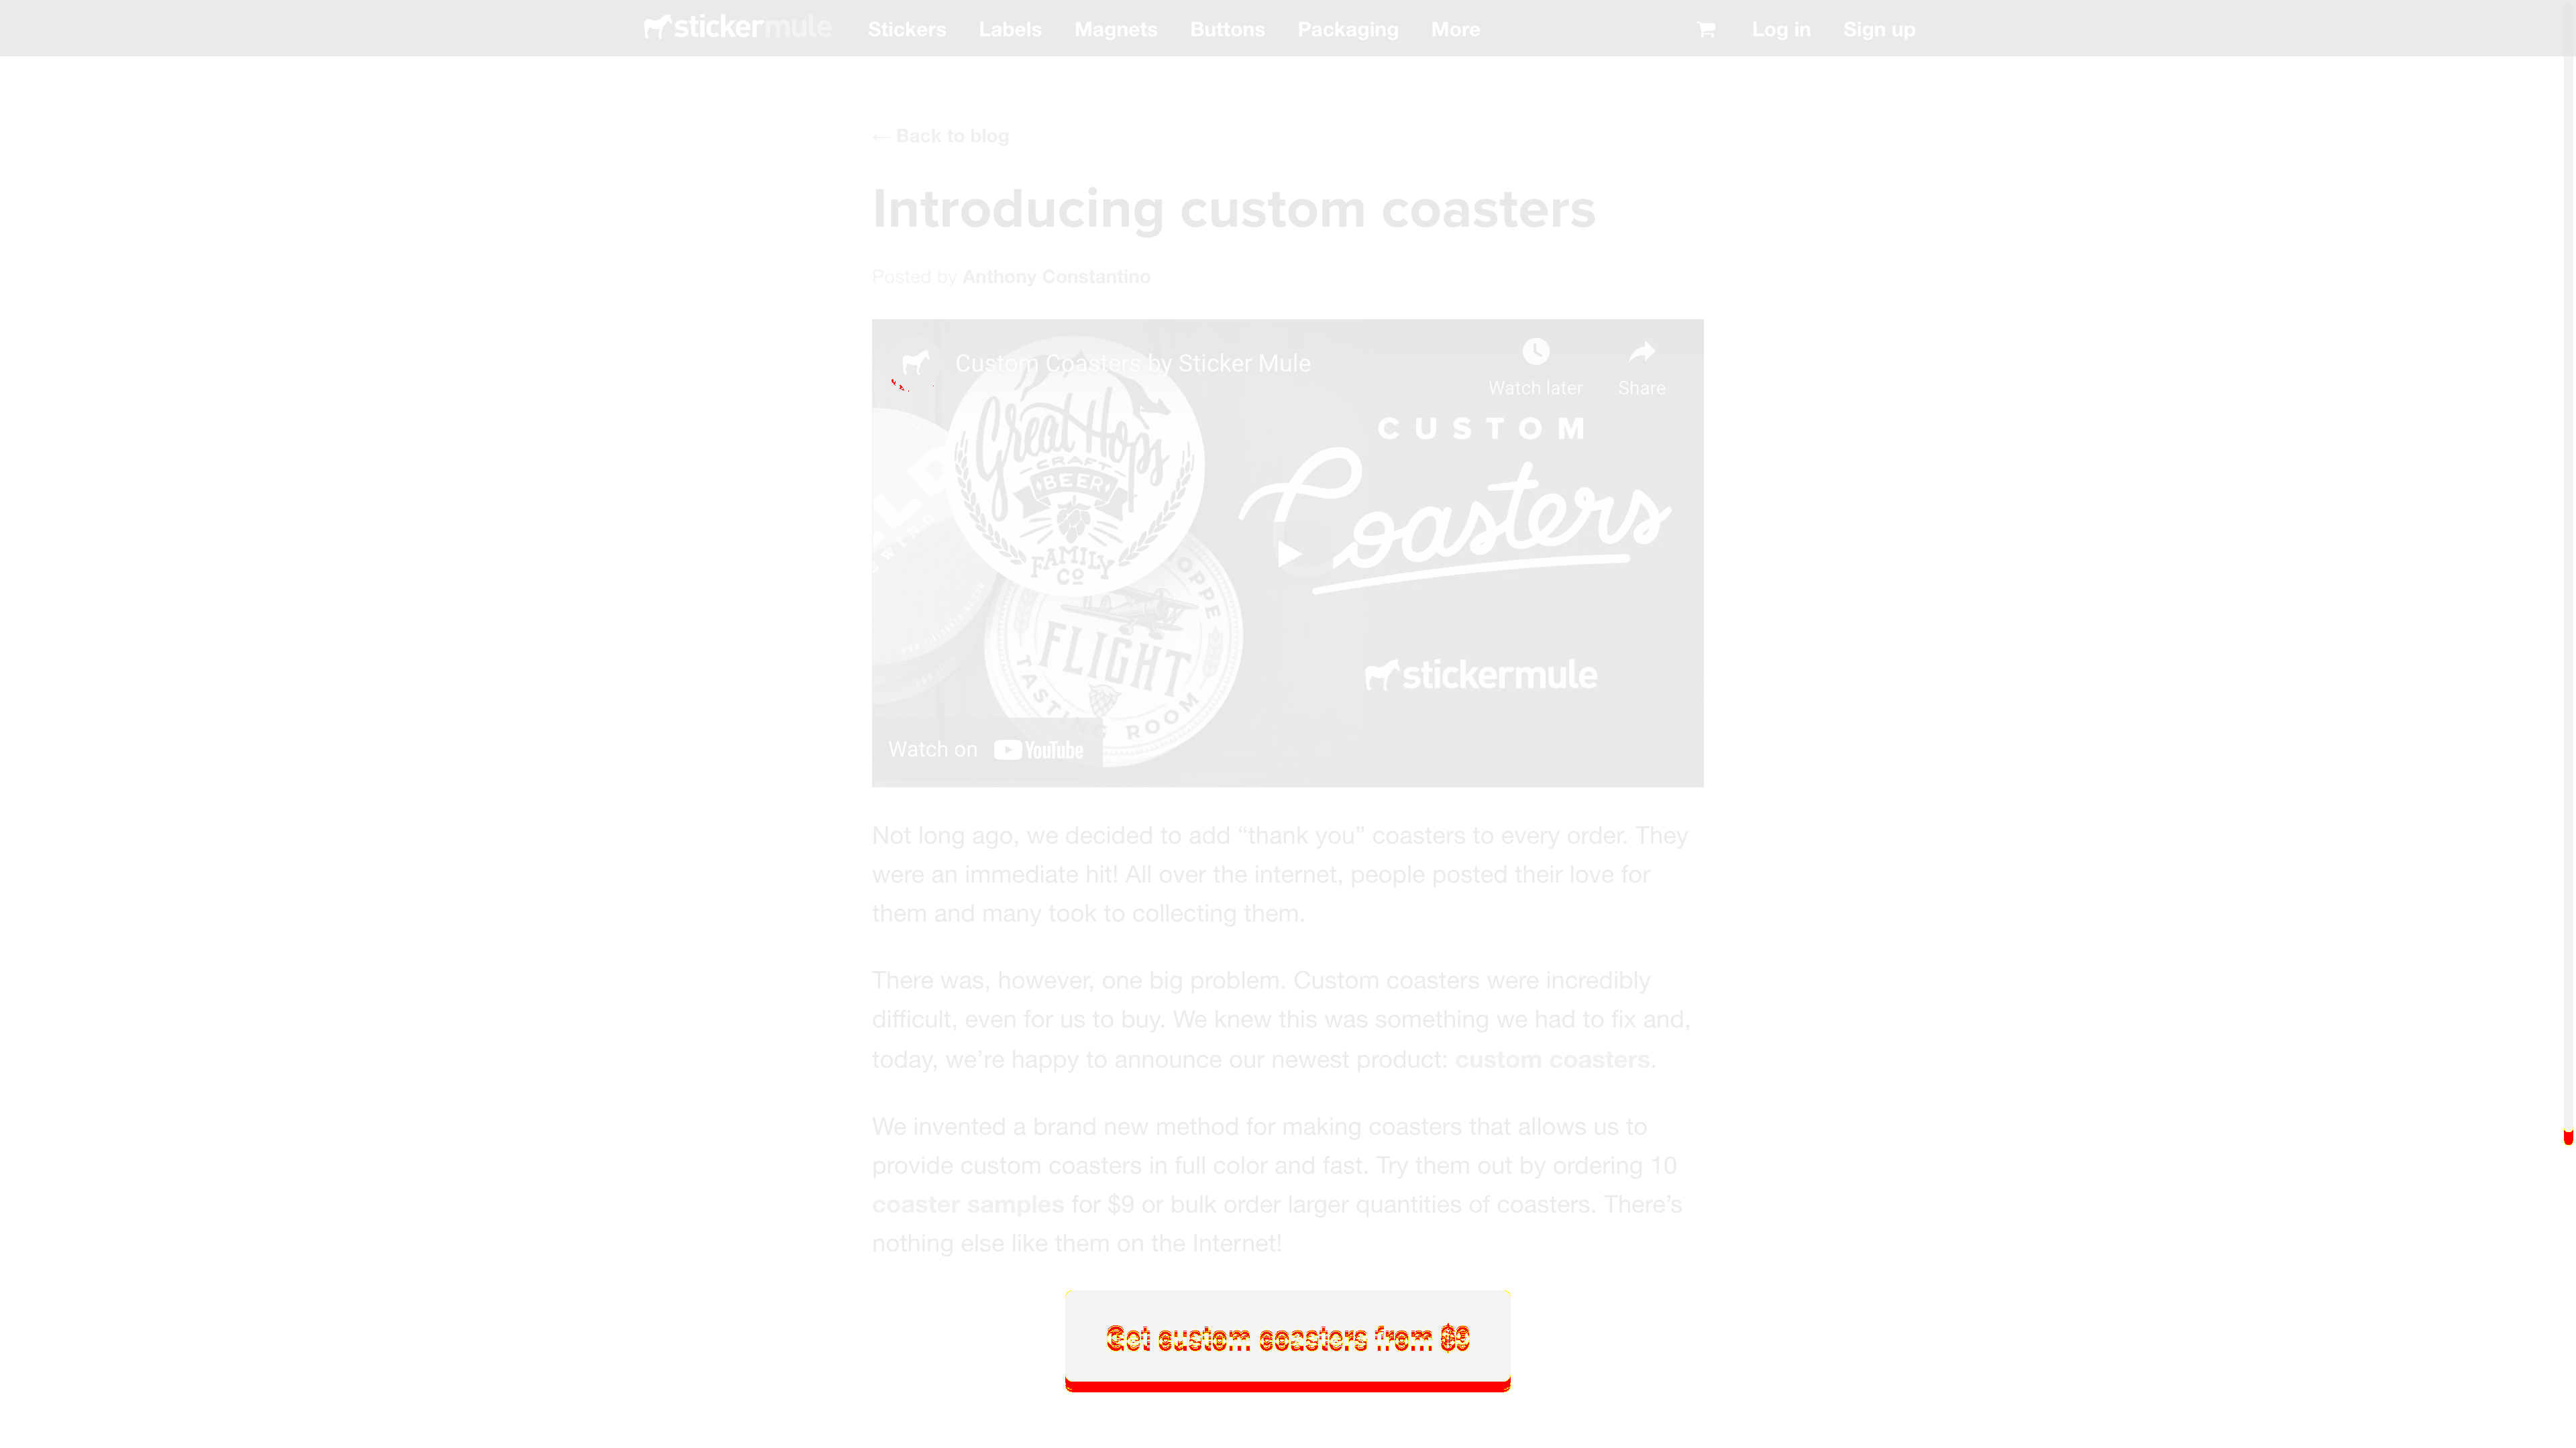 stickermule Stickers Labels Magnets Buttons Packaging More Log in Sign up
← Back to blog
Introducing custom coasters
Posted by Anthony Constantino
Custom Coasters by Sticker Mule
Watch later Share
CUSTOM
Coasters
Great Hops
CRAFT
BEER
FAMILY
CO
FLIGHT
TASTING ROOM
stickermule
Watch on YouTube
Not long ago, we decided to add “thank you” coasters to every order. They
were an immediate hit! All over the internet, people posted their love for
them and many took to collecting them.
There was, however, one big problem. Custom coasters were incredibly
difficult, even for us to buy. We knew this was something we had to fix and,
today, we’re happy to announce our newest product: custom coasters.
We invented a brand new method for making coasters that allows us to
provide custom coasters in full color and fast. Try them out by ordering 10
coaster samples for $9 or bulk order larger quantities of coasters. There’s
nothing else like them on the Internet!
Get custom coasters from $9